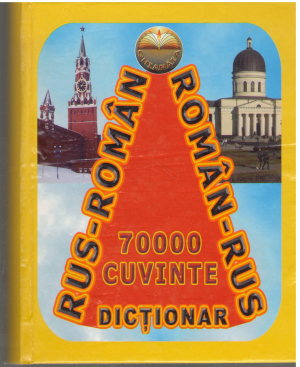 RUS-ROMÂN
ROMÂN-RUS
70000
CUVINTE
DICȚIONAR